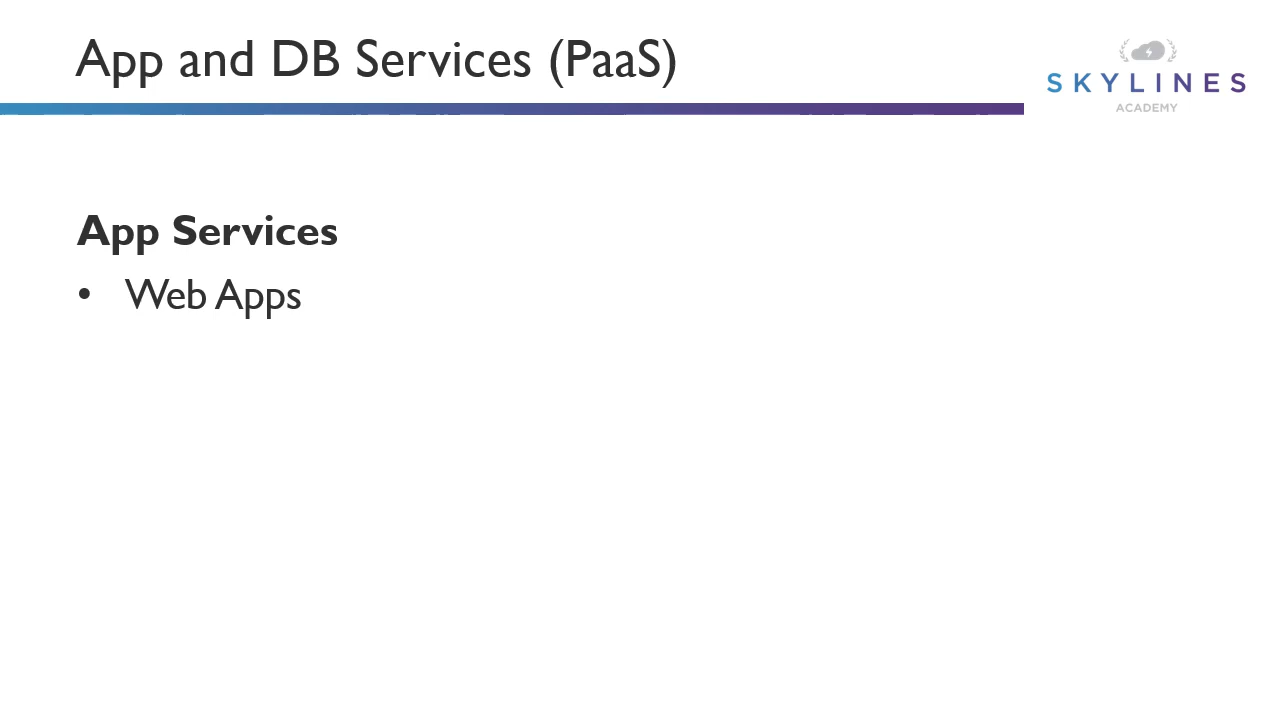 App and DB Services (PaaS)
SKYLINES
ACADEMY
App Services
• Web Apps